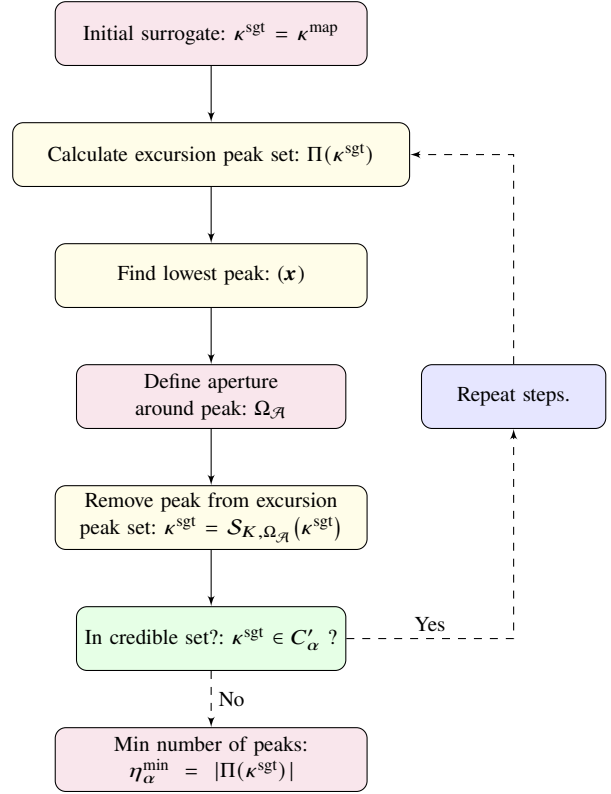 Initial surrogate: κ^sgt = κ^map
Calculate excursion peak set: Π(κ^sgt)
Find lowest peak: (𝒙)
Define aperture
around peak: Ω_𝒜
Repeat steps.
Remove peak from excursion
peak set: κ^sgt = 𝒮_{K,Ω_𝒜}(κ^sgt)
In credible set?: κ^sgt ∈ C′_α ?
Yes
No
Min number of peaks:
η_α^min = |Π(κ^sgt)|